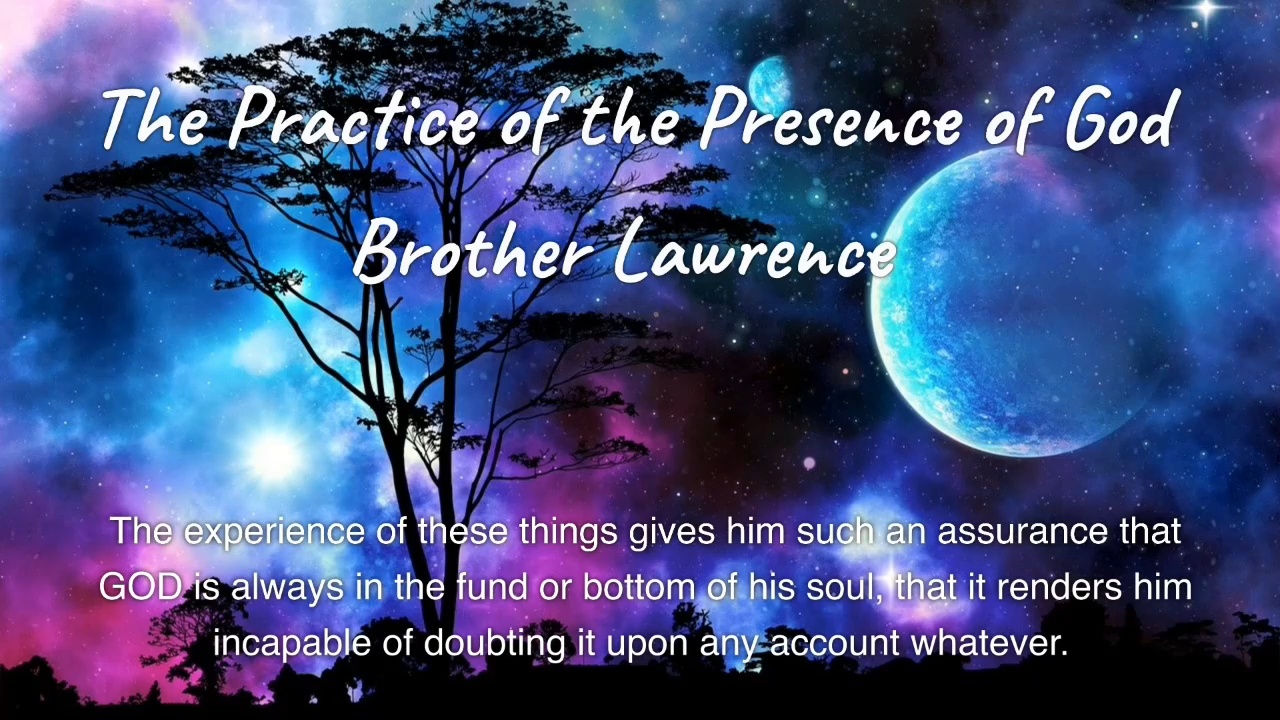 The Practice of the Presence of God
Brother Lawrence
The experience of these things gives him such an assurance that
GOD is always in the fund or bottom of his soul, that it renders him
incapable of doubting it upon any account whatever.